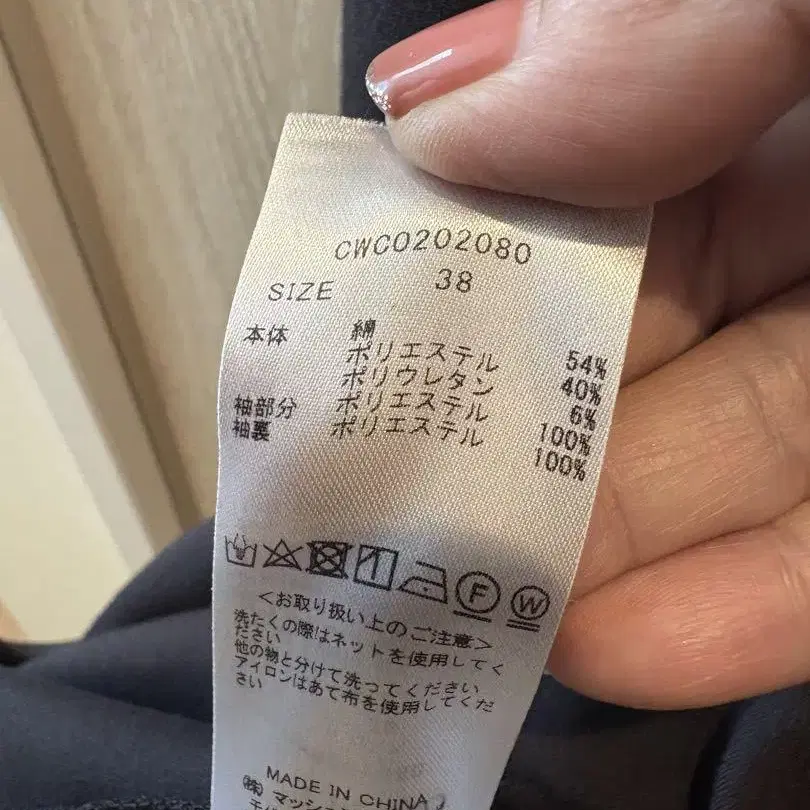 CWC0202080
SIZE 38
本体 綿 54%
ポリエステル 40%
ポリウレタン 6%
袖部分 ポリエステル 100%
袖裏 ポリエステル 100%
F W
<お取り扱い上のご注意>
洗たくの際はネットを使用してく
ださい
他の物と分けて洗ってください
アイロンはあて布を使用してくだ
さい
MADE IN CHINA
㈱マッシュ